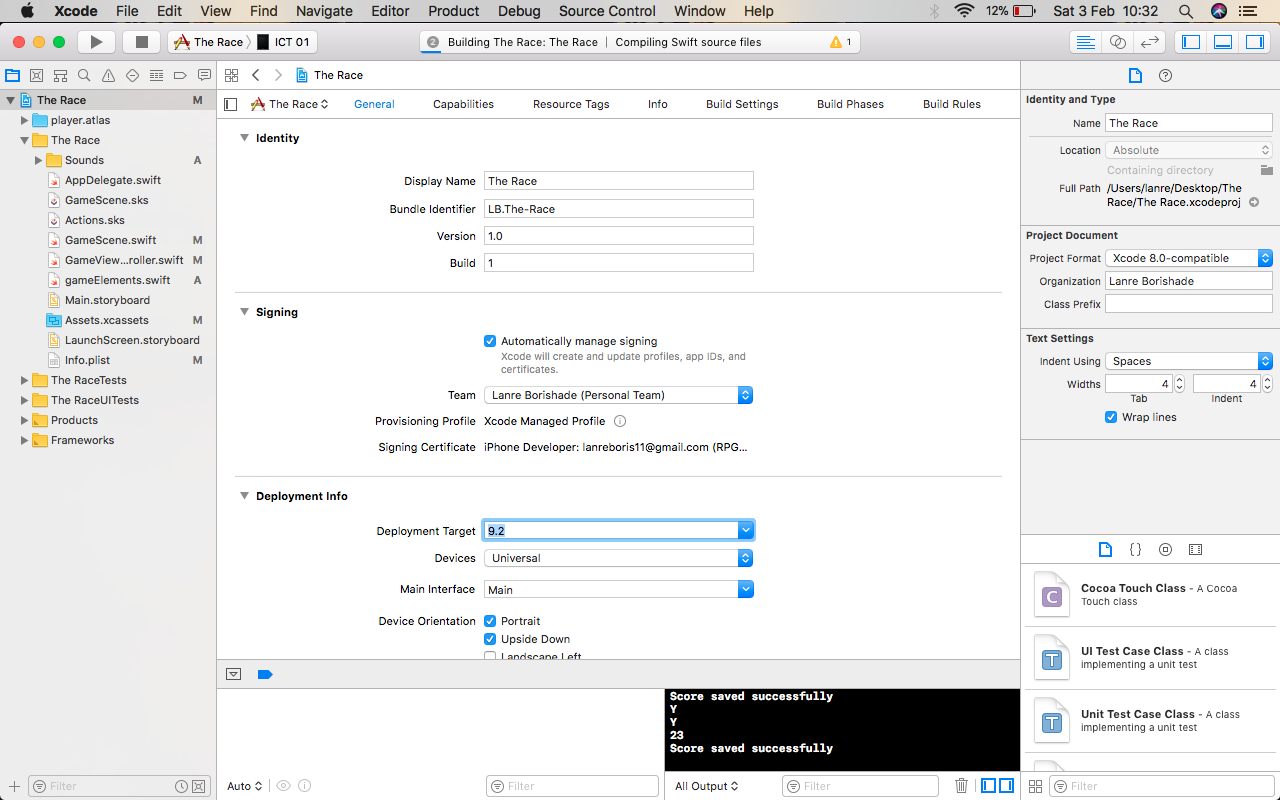 Xcode File Edit View Find Navigate Editor Product Debug Source Control Window Help 12% Sat 3 Feb 10:32
The Race ICT 01 2 Building The Race: The Race | Compiling Swift source files 1
The Race
The Race M
player.atlas
The Race
Sounds A
AppDelegate.swift
GameScene.sks
Actions.sks
GameScene.swift M
GameView...roller.swift M
gameElements.swift A
Main.storyboard
Assets.xcassets M
LaunchScreen.storyboard
Info.plist M
The RaceTests
The RaceUITests
Products
Frameworks
Filter
The Race General Capabilities Resource Tags Info Build Settings Build Phases Build Rules
Identity
Display Name The Race
Bundle Identifier LB.The-Race
Version 1.0
Build 1
Signing
Automatically manage signing
Xcode will create and update profiles, app IDs, and
certificates.
Team Lanre Borishade (Personal Team)
Provisioning Profile Xcode Managed Profile
Signing Certificate iPhone Developer: lanreboris11@gmail.com (RPG...
Deployment Info
Deployment Target 9.2
Devices Universal
Main Interface Main
Device Orientation Portrait
Upside Down
Landscape Left
Score saved successfully
Y
Y
23
Score saved successfully
Auto Filter All Output Filter
Identity and Type
Name The Race
Location Absolute
Containing directory
Full Path /Users/lanre/Desktop/The
Race/The Race.xcodeproj
Project Document
Project Format Xcode 8.0-compatible
Organization Lanre Borishade
Class Prefix
Text Settings
Indent Using Spaces
Widths 4 4
Tab Indent
Wrap lines
{}
C
Cocoa Touch Class - A Cocoa
Touch class
T
UI Test Case Class - A class
implementing a unit test
T
Unit Test Case Class - A class
implementing a unit test
Filter